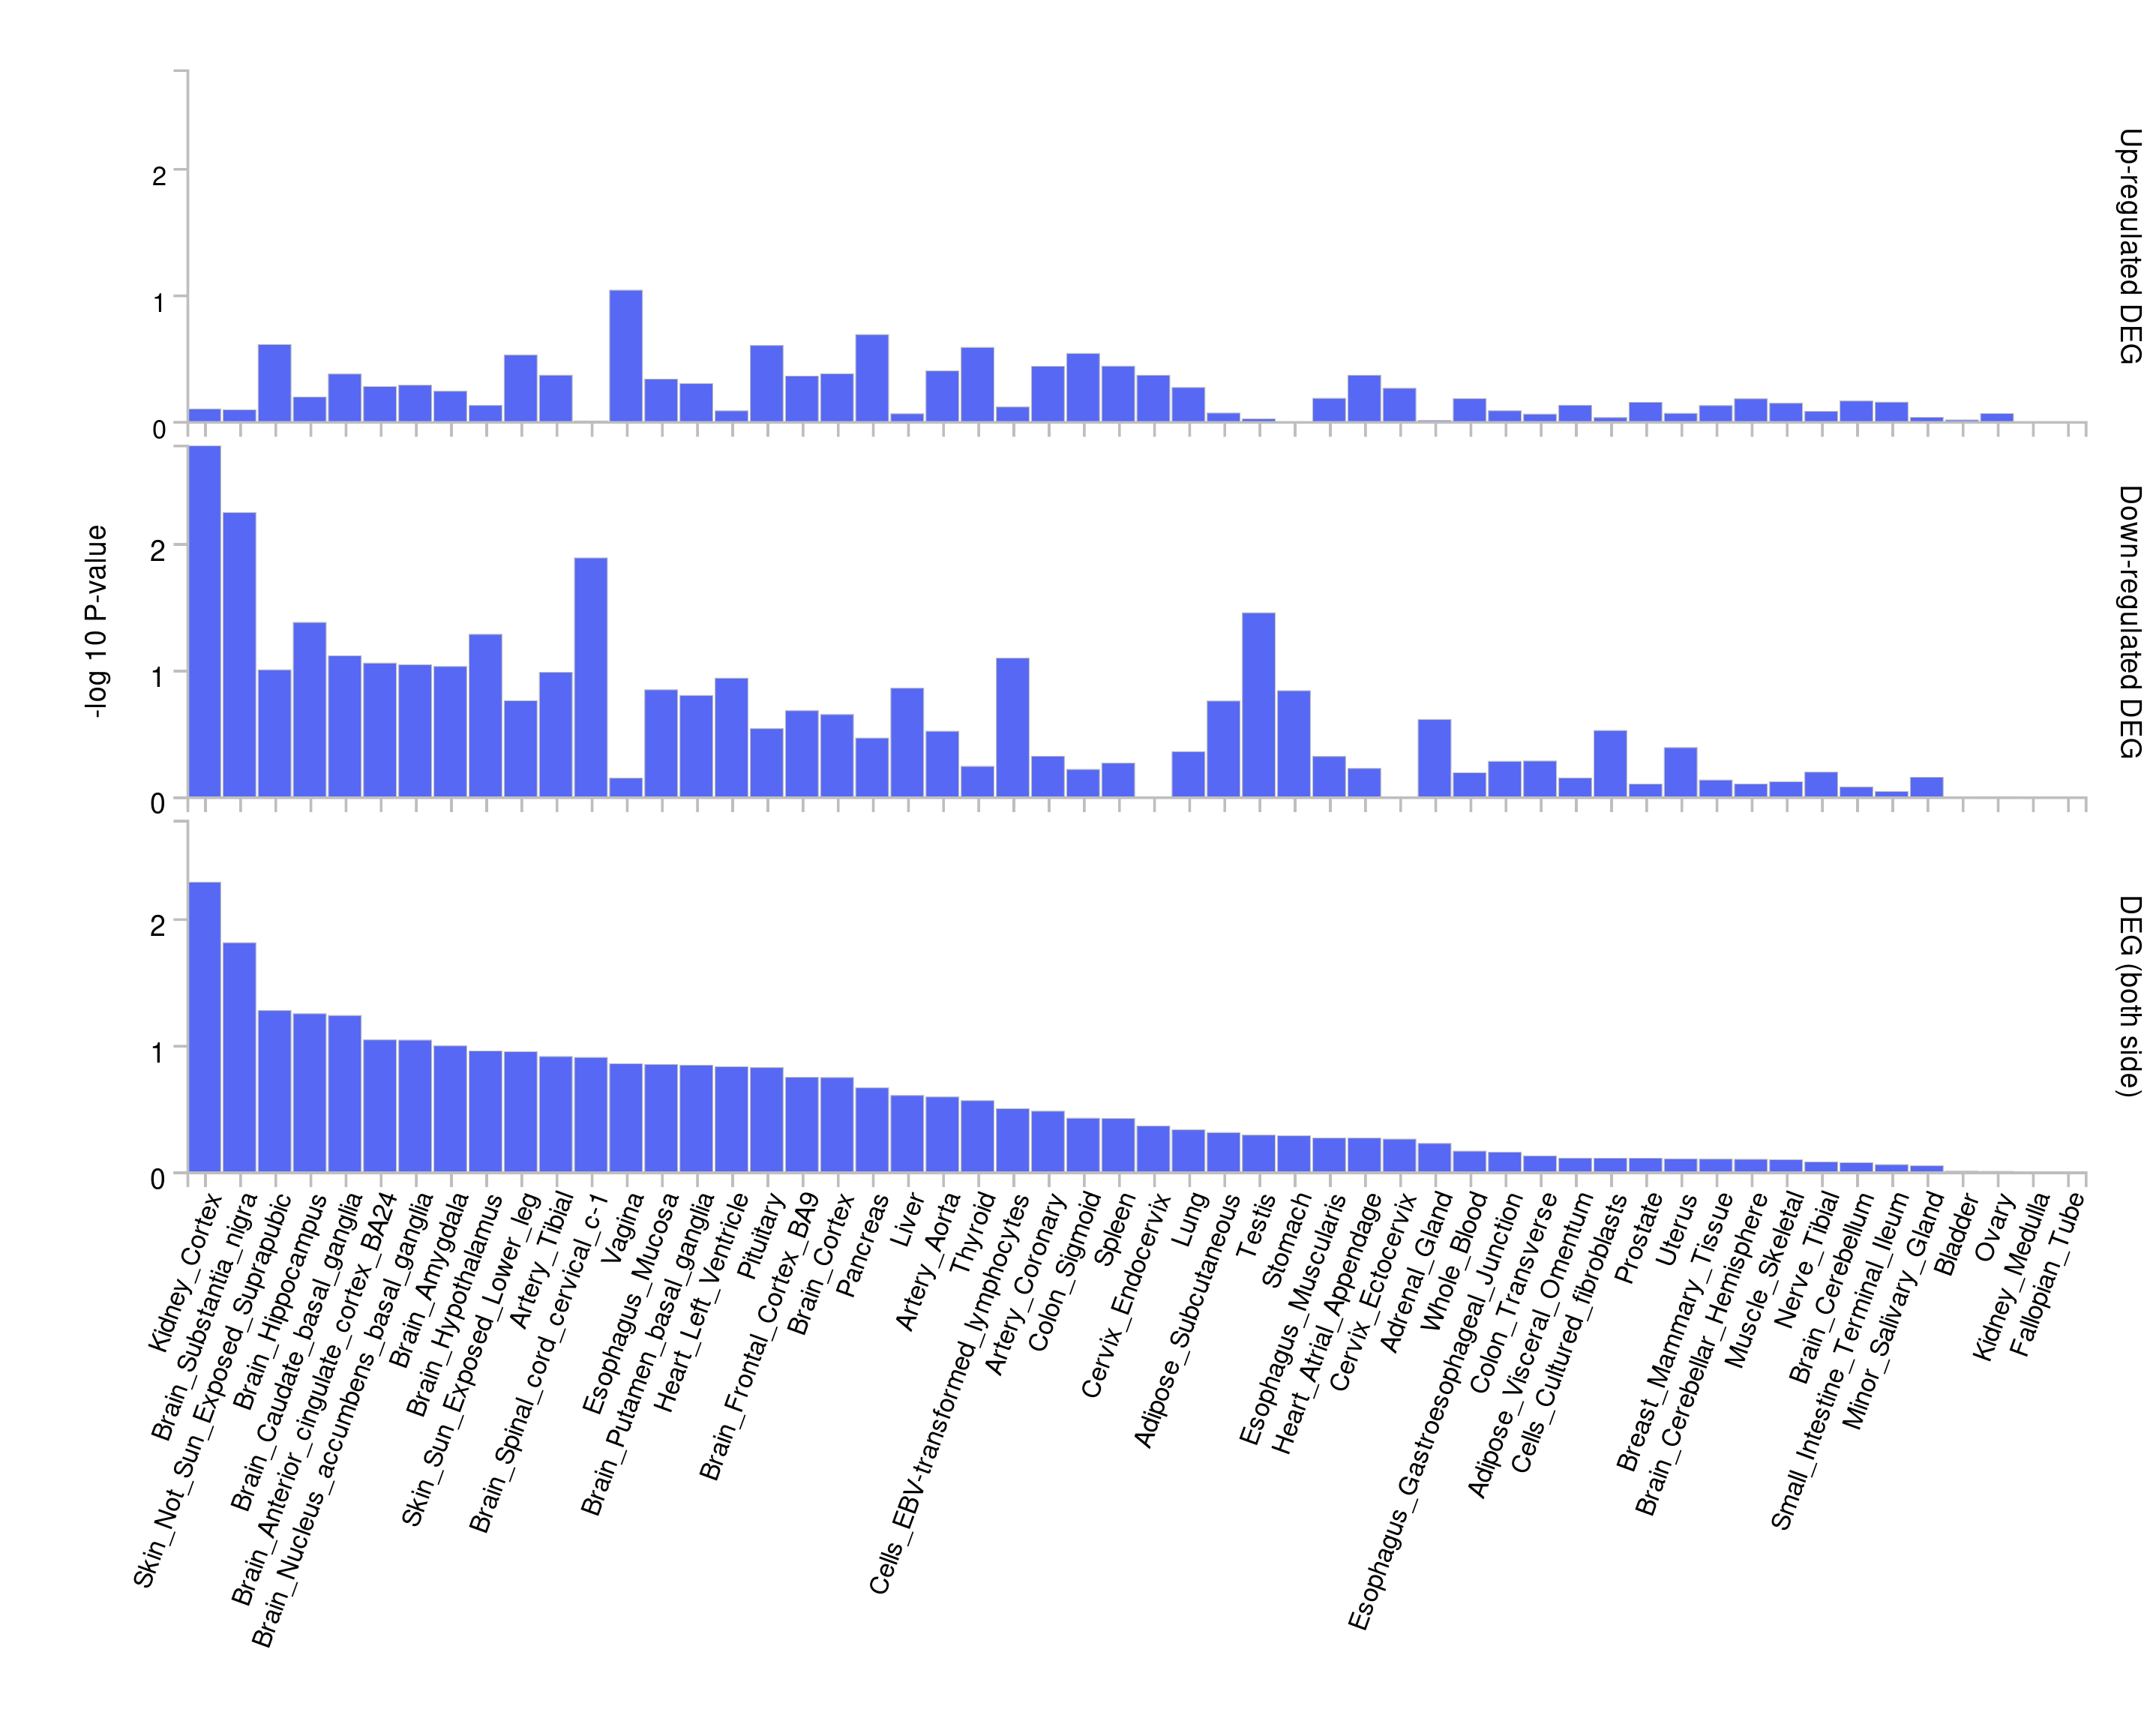 2
1
0
Up-regulated DEG
-log 10 P-value
2
1
0
Down-regulated DEG
2
1
0
DEG (both side)
Kidney_Cortex
Brain_Substantia_nigra
Skin_Not_Sun_Exposed_Suprapubic
Brain_Hippocampus
Brain_Caudate_basal_ganglia
Brain_Anterior_cingulate_cortex_BA24
Brain_Nucleus_accumbens_basal_ganglia
Brain_Amygdala
Brain_Hypothalamus
Skin_Sun_Exposed_Lower_leg
Artery_Tibial
Brain_Spinal_cord_cervical_c-1
Vagina
Esophagus_Mucosa
Brain_Putamen_basal_ganglia
Heart_Left_Ventricle
Pituitary
Brain_Frontal_Cortex_BA9
Brain_Cortex
Pancreas
Liver
Artery_Aorta
Thyroid
Cells_EBV-transformed_lymphocytes
Artery_Coronary
Colon_Sigmoid
Spleen
Cervix_Endocervix
Lung
Adipose_Subcutaneous
Testis
Stomach
Esophagus_Muscularis
Heart_Atrial_Appendage
Cervix_Ectocervix
Adrenal_Gland
Whole_Blood
Esophagus_Gastroesophageal_Junction
Colon_Transverse
Adipose_Visceral_Omentum
Cells_Cultured_fibroblasts
Prostate
Uterus
Breast_Mammary_Tissue
Brain_Cerebellar_Hemisphere
Muscle_Skeletal
Nerve_Tibial
Brain_Cerebellum
Small_Intestine_Terminal_Ileum
Minor_Salivary_Gland
Bladder
Ovary
Kidney_Medulla
Fallopian_Tube